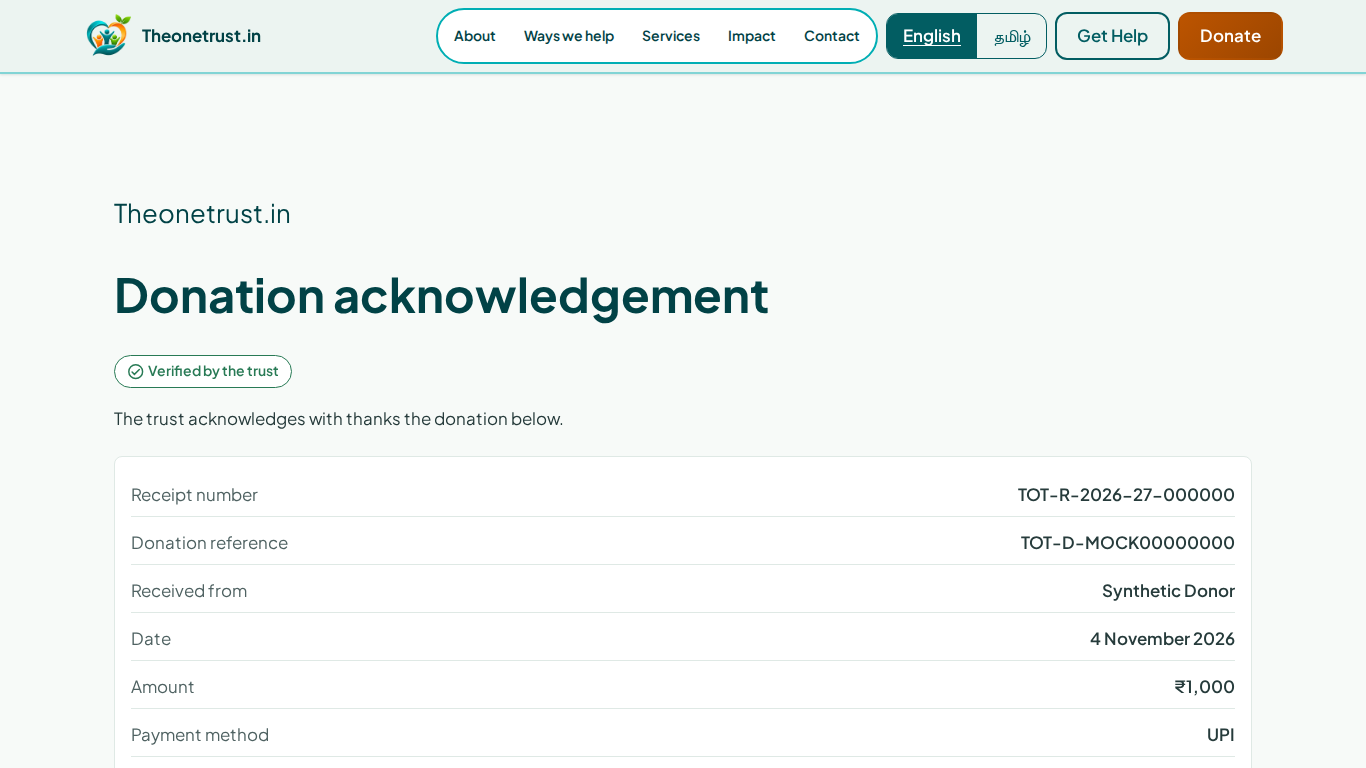 Theonetrust.in
About
Ways we help
Services
Impact
Contact
English
தமிழ்
Get Help
Donate
Theonetrust.in
Donation acknowledgement
Verified by the trust
The trust acknowledges with thanks the donation below.
Receipt number TOT-R-2026-27-000000
Donation reference TOT-D-MOCK00000000
Received from Synthetic Donor
Date 4 November 2026
Amount ₹1,000
Payment method UPI